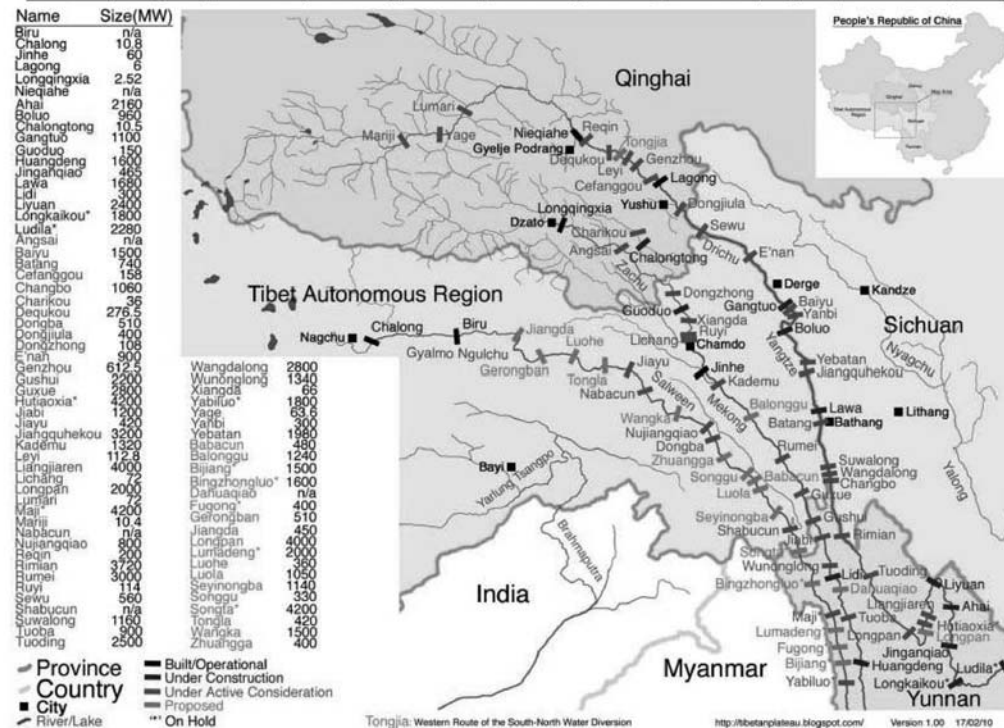 Name Size(MW)
Biru n/a
Chalong 10.8
Jinhe 60
Lagong 6
Longqingxia 2.52
Nieqiahe n/a
Ahai 2160
Boluo 960
Chalongtong 10.5
Gangtuo 1100
Guoduo 150
Huangdeng 1600
Jinganqiao 465
Lawa 1680
Lidi 300
Liyuan 2400
Longkaikou* 1800
Ludila* 2280
Angsai n/a
Baiyu 1500
Batang 740
Cefanggou 158
Changbo 1060
Charikou 36
Dequkou 276.5
Dongba 510
Dongjiula 400
Dongzhong 108
E'nan 900
Genzhou 612.5
Gushui 2200
Guxue 2800
Hutiaoxia* 4200
Jiabi 1200
Jiayu 420
Jiangquhekou 3200
Kademu 1320
Leyi 112.8
Liangjiaren 4000
Lichang 72
Longpan 2000
Lumari 72
Maji* 4200
Mariji 10.4
Nabacun n/a
Nujiangqiao 800
Reqin 200
Rimian 3720
Rumei 3000
Ruyi 114
Sewu 560
Shabucun n/a
Suwalong 1160
Tuoba 900
Tuoding 2500
Wangdalong 2800
Wunonglong 1340
Xiangda 66
Yabiluo* 1800
Yage 63.6
Yanbi 300
Yebatan 1980
Babacun 480
Balonggu 1240
Bijiang* 1500
Bingzhongluo* 1600
Dahuaqiao n/a
Fugong* 400
Gerongban 510
Jiangda 450
Longpan 4000
Lumadeng* 2000
Luohe 360
Luola 1050
Seyinongba 1140
Songgu 330
Songta* 4200
Tongla 420
Wangka 1500
Zhuangga 400
Province
Country
City
River/Lake
Built/Operational
Under Construction
Under Active Consideration
Proposed
"*" On Hold
People's Republic of China
Qinghai
Lumari
Mariji
Yage
Nieqiahe
Reqin
Gyelje Podrang
Tongjia
Dequkou
Leyi
Genzhou
Cefanggou
Lagong
Yushu
Dongjiula
Longqingxia
Dzato
Charikou
Sewu
Angsai
Chalongtong
Drichu
E'nan
Zachu
Tibet Autonomous Region
Dongzhong
Derge
Kandze
Guoduo
Gangtuo
Baiyu
Yanbi
Xiangda
Boluo
Sichuan
Chalong
Biru
Jiangda
Ruyi
Nagchu
Luohe
Lichang
Chamdo
Yangtze
Nyagchu
Gyalmo Ngulchu
Gerongban
Jiayu
Jinhe
Yebatan
Jiangquhekou
Tongla
Nabacun
Salween
Kademu
Mekong
Balonggu
Lawa
Lithang
Wangka
Batang
Bathang
Nujiangqiao
Dongba
Rumei
Bayi
Zhuangga
Suwalong
Wangdalong
Changbo
Yarlung Tsangpo
Songgu
Babacun
Luola
Guxue
Yalong
Seyinongba
Gushu
Shabucun
Jiabi
Rimian
Brahmaputra
Songta
Wunonglong
Bingzhongluo*
Lidi
Tuoding
Dahuaqiao
Liyuan
India
Liangjiaren
Ahai
Maji*
Tuoba
Hutiaoxia*
Lumadeng*
Longpan
Longpan
Fugong*
Jinganqiao
Myanmar
Bijiang*
Huangdeng
Ludila*
Yabiluo*
Longkaikou*
Yunnan
Tongjia: Western Route of the South-North Water Diversion
http://tibetanplateau.blogspot.com/ Version 1.00 17/02/10